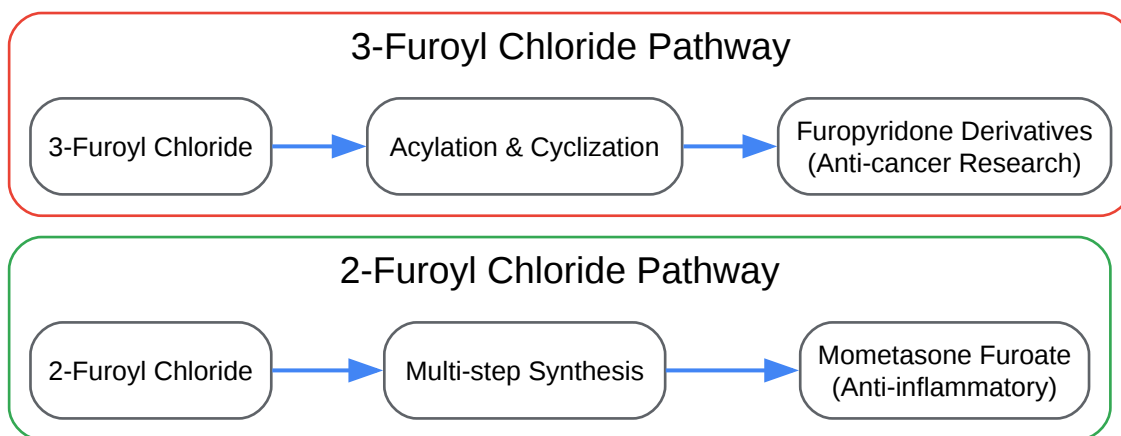 3-Furoyl Chloride Pathway
3-Furoyl Chloride
Acylation & Cyclization
Furopyridone Derivatives
(Anti-cancer Research)
2-Furoyl Chloride Pathway
2-Furoyl Chloride
Multi-step Synthesis
Mometasone Furoate
(Anti-inflammatory)